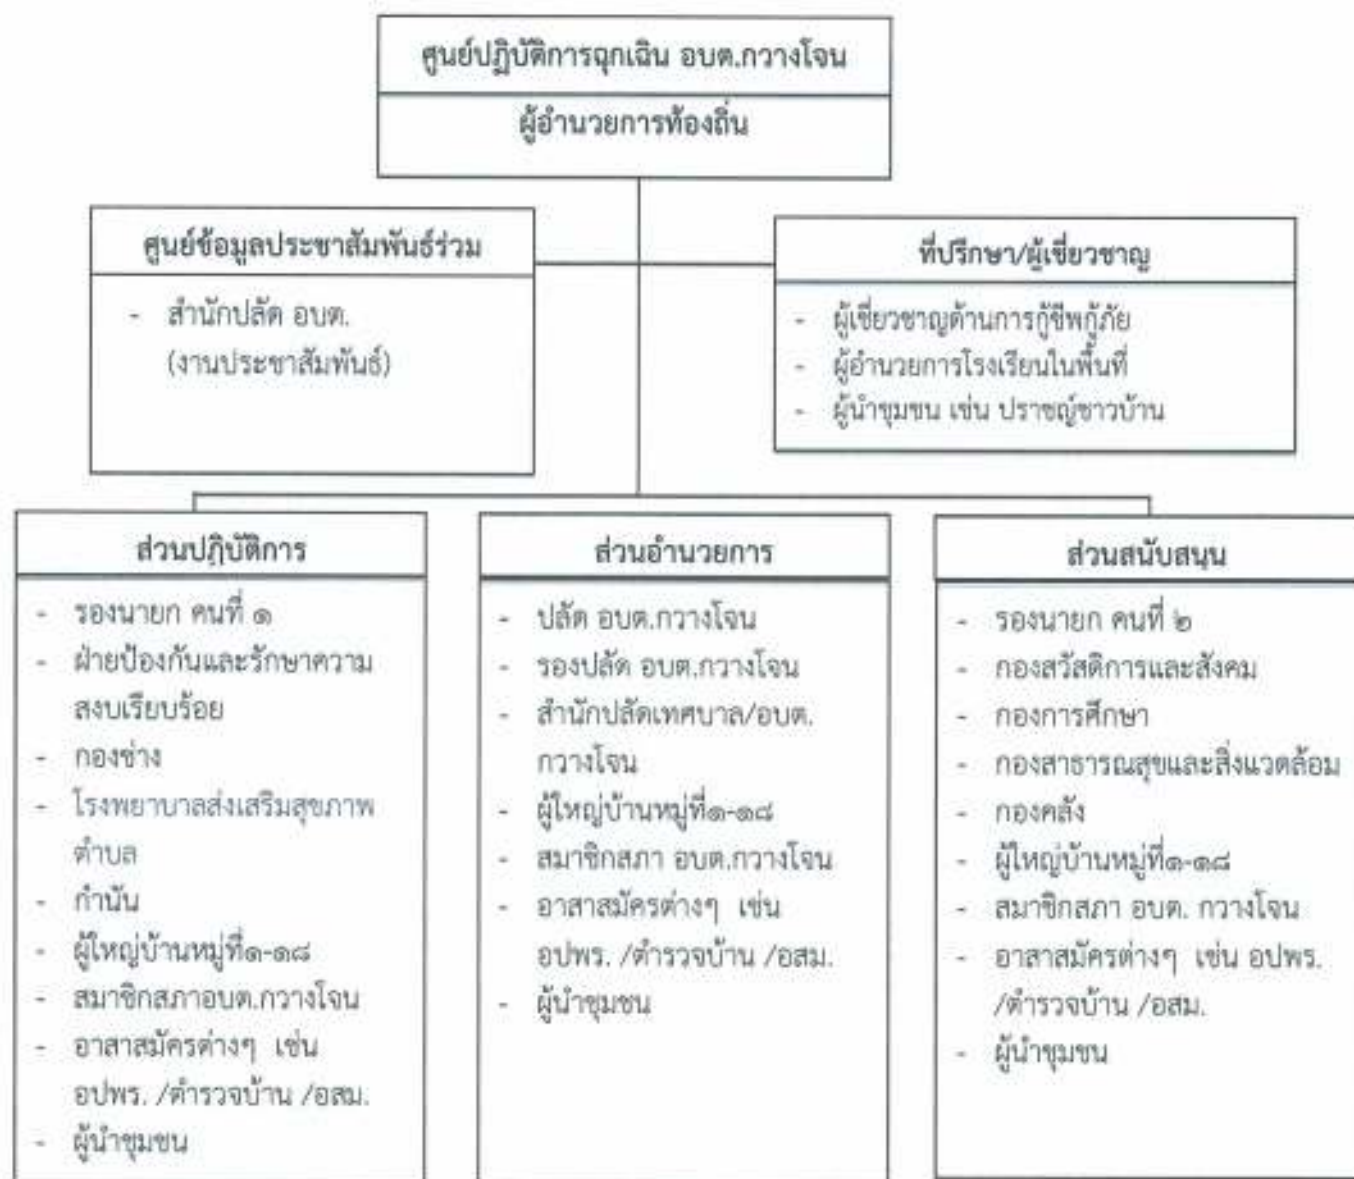 ศูนย์ปฏิบัติการฉุกเฉิน อบต.กวางโจน
ผู้อำนวยการท้องถิ่น
ศูนย์ข้อมูลประชาสัมพันธ์ร่วม
- สำนักปลัด อบต.
(งานประชาสัมพันธ์)
ที่ปรึกษา/ผู้เชี่ยวชาญ
- ผู้เชี่ยวชาญด้านการกู้ชีพกู้ภัย
- ผู้อำนวยการโรงเรียนในพื้นที่
- ผู้นำชุมชน เช่น ปราชญ์ชาวบ้าน
ส่วนปฏิบัติการ
- รองนายก คนที่ ๑
- ฝ่ายป้องกันและรักษาความ
สงบเรียบร้อย
- กองช่าง
- โรงพยาบาลส่งเสริมสุขภาพ
ตำบล
- กำนัน
- ผู้ใหญ่บ้านหมู่ที่๑-๑๘
- สมาชิกสภาอบต.กวางโจน
- อาสาสมัครต่างๆ เช่น
อปพร. /ตำรวจบ้าน /อสม.
- ผู้นำชุมชน
ส่วนอำนวยการ
- ปลัด อบต.กวางโจน
- รองปลัด อบต.กวางโจน
- สำนักปลัดเทศบาล/อบต.
กวางโจน
- ผู้ใหญ่บ้านหมู่ที่๑-๑๘
- สมาชิกสภา อบต.กวางโจน
- อาสาสมัครต่างๆ เช่น
อปพร. /ตำรวจบ้าน /อสม.
- ผู้นำชุมชน
ส่วนสนับสนุน
- รองนายก คนที่ ๒
- กองสวัสดิการและสังคม
- กองการศึกษา
- กองสาธารณสุขและสิ่งแวดล้อม
- กองคลัง
- ผู้ใหญ่บ้านหมู่ที่๑-๑๘
- สมาชิกสภา อบต. กวางโจน
- อาสาสมัครต่างๆ เช่น อปพร.
/ตำรวจบ้าน /อสม.
- ผู้นำชุมชน